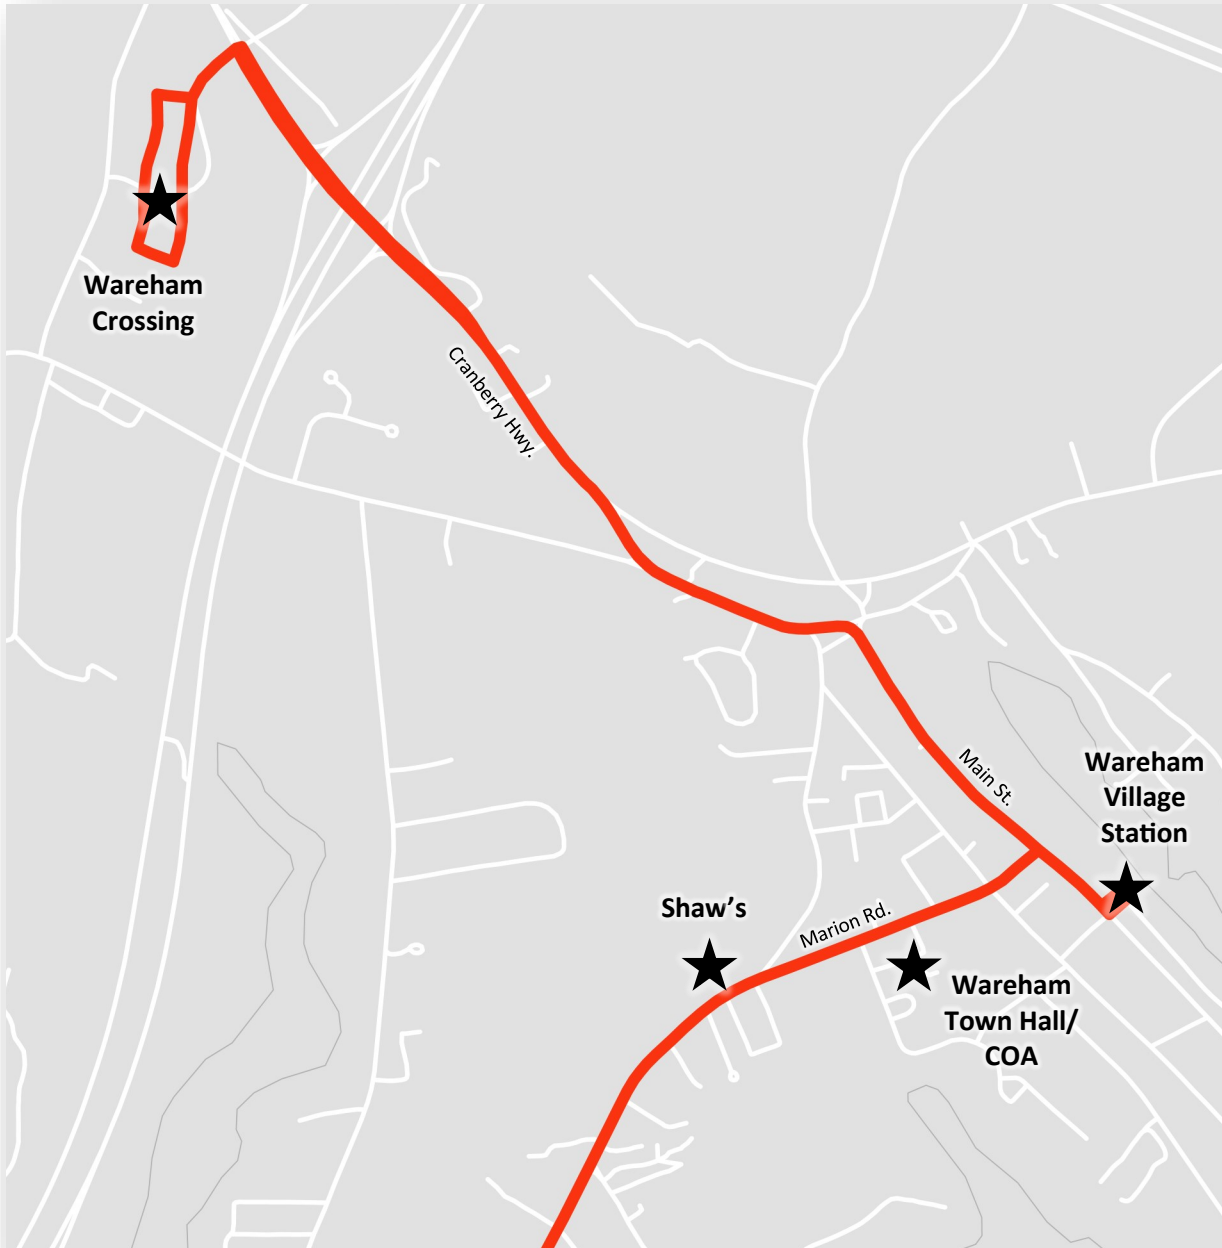 Wareham
Crossing
Cranberry Hwy.
Main St.
Wareham
Village
Station
Shaw’s
Marion Rd.
Wareham
Town Hall/
COA